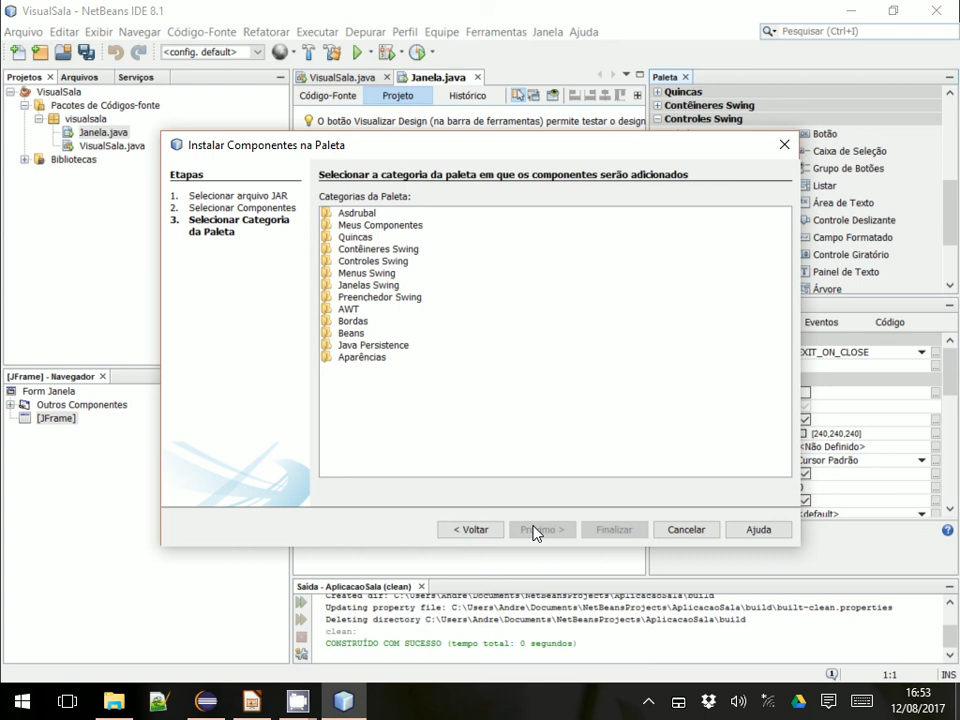 VisualSala - NetBeans IDE 8.1
Arquivo Editar Exibir Navegar Código-Fonte Refatorar Executar Depurar Perfil Equipe Ferramentas Janela Ajuda
Pesquisar (Ctrl+I)
<config. default>
Projetos Arquivos Serviços
VisualSala
Pacotes de Códigos-fonte
visualsala
Janela.java
VisualSala.java
Bibliotecas
VisualSala.java Janela.java
Código-Fonte Projeto Histórico
O botão Visualizar Design (na barra de ferramentas) permite testar o design
Paleta
Quincas
Contêineres Swing
Controles Swing
Botão
Caixa de Seleção
Grupo de Botões
Listar
Área de Texto
Controle Deslizante
Campo Formatado
Controle Giratório
Painel de Texto
Árvore
Instalar Componentes na Paleta
Etapas
1. Selecionar arquivo JAR
2. Selecionar Componentes
3. Selecionar Categoria
da Paleta
Selecionar a categoria da paleta em que os componentes serão adicionados
Categorias da Paleta:
Asdrubal
Meus Componentes
Quincas
Contêineres Swing
Controles Swing
Menus Swing
Janelas Swing
Preenchedor Swing
AWT
Bordas
Beans
Java Persistence
Aparências
< Voltar
Finalizar
Cancelar
Ajuda
Eventos Código
EXIT_ON_CLOSE
[240,240,240]
<Não Definido>
Cursor Padrão
<default>
[JFrame] - Navegador
Form Janela
Outros Componentes
[JFrame]
Saída - AplicacaoSala (clean)
Created dir: C:\Users\Andre\Documents\NetBeansProjects\AplicacaoSala\build
Updating property file: C:\Users\Andre\Documents\NetBeansProjects\AplicacaoSala\build\built-clean.properties
Deleting directory C:\Users\Andre\Documents\NetBeansProjects\AplicacaoSala\build
clean:
CONSTRUÍDO COM SUCESSO (tempo total: 0 segundos)
1:1 INS
16:53
12/08/2017